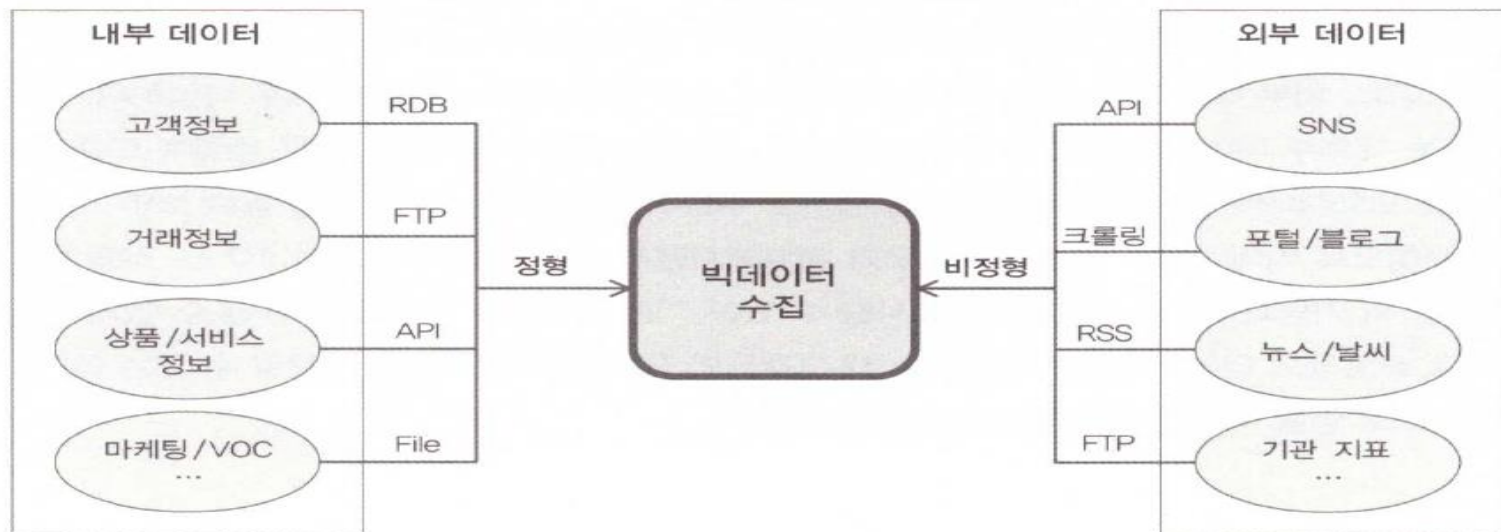 내부 데이터
고객정보
RDB
거래정보
FTP
상품/서비스
정보
API
마케팅/VOC
...
File
정형
빅데이터
수집
비정형
외부 데이터
API
SNS
크롤링
포털/블로그
RSS
뉴스/날씨
FTP
기관 지표
...